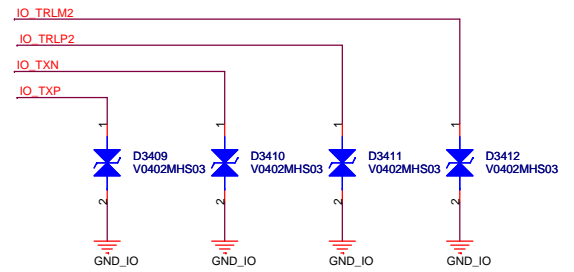 IO_TRLM2
IO_TRLP2
IO_TXN
IO_TXP
1 1 1 1
D3409 D3410 D3411 D3412
V0402MHS03 V0402MHS03 V0402MHS03 V0402MHS03
2 2 2 2
GND_IO GND_IO GND_IO GND_IO